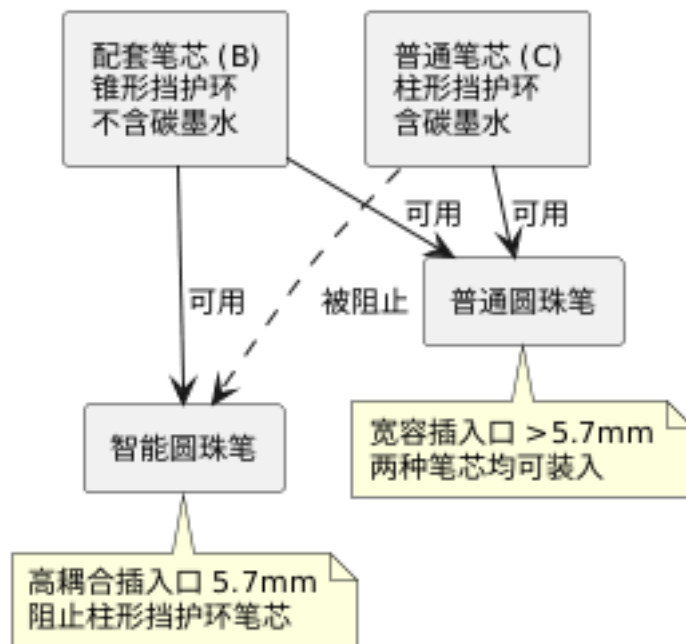 配套笔芯 (B)
锥形挡护环
不含碳墨水
普通笔芯 (C)
柱形挡护环
含碳墨水
可用
可用
可用
被阻止
普通圆珠笔
智能圆珠笔
宽容插入口 >5.7mm
两种笔芯均可装入
高耦合插入口 5.7mm
阻止柱形挡护环笔芯